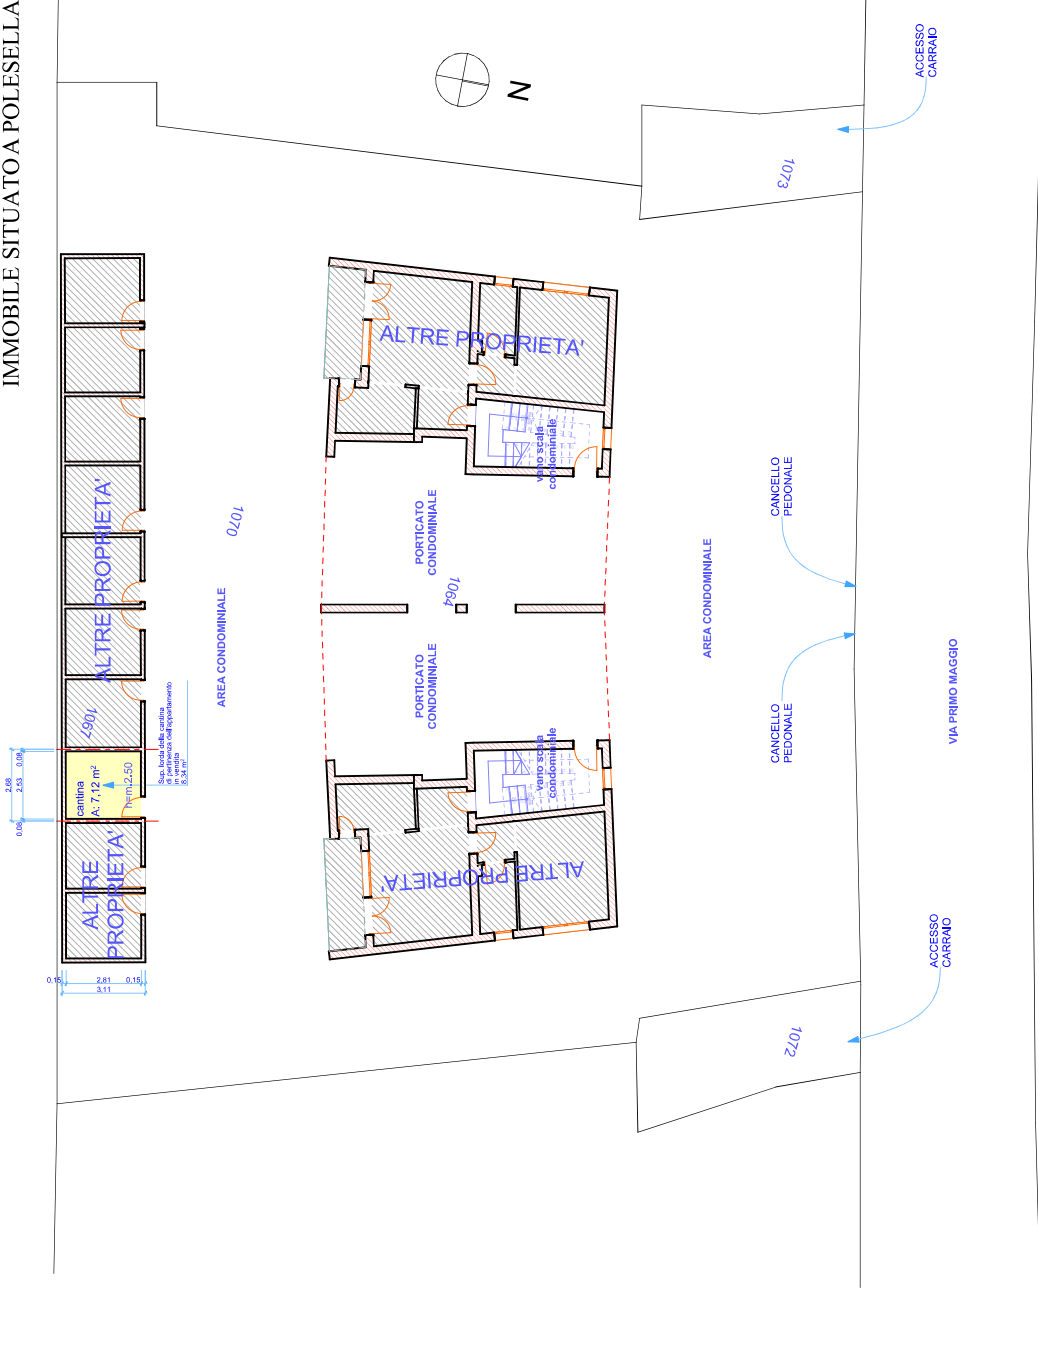 IMMOBILE SITUATO A POLESELLA
N
ACCESSO
CARRAIO
1073
ALTRE PROPRIETA'
vano scala
condominiale
CANCELLO
PEDONALE
PORTICATO
CONDOMINIALE
1070
ALTRE PROPRIETA'
1064
AREA CONDOMINIALE
AREA CONDOMINIALE
PORTICATO
CONDOMINIALE
VIA PRIMO MAGGIO
CANCELLO
PEDONALE
1067
Sup. lorda della cantina
di pertinenza dell'appartamento
in vendita
8.34 m²
2,68
0,08
2,53
0,08
cantina
A: 7,12 m²
h=m.2.50
vano scala
condominiale
ALTRE
PROPRIETA'
ALTRE PROPRIETA'
ACCESSO
CARRAIO
0,15
2,81
0,15
3,11
1072